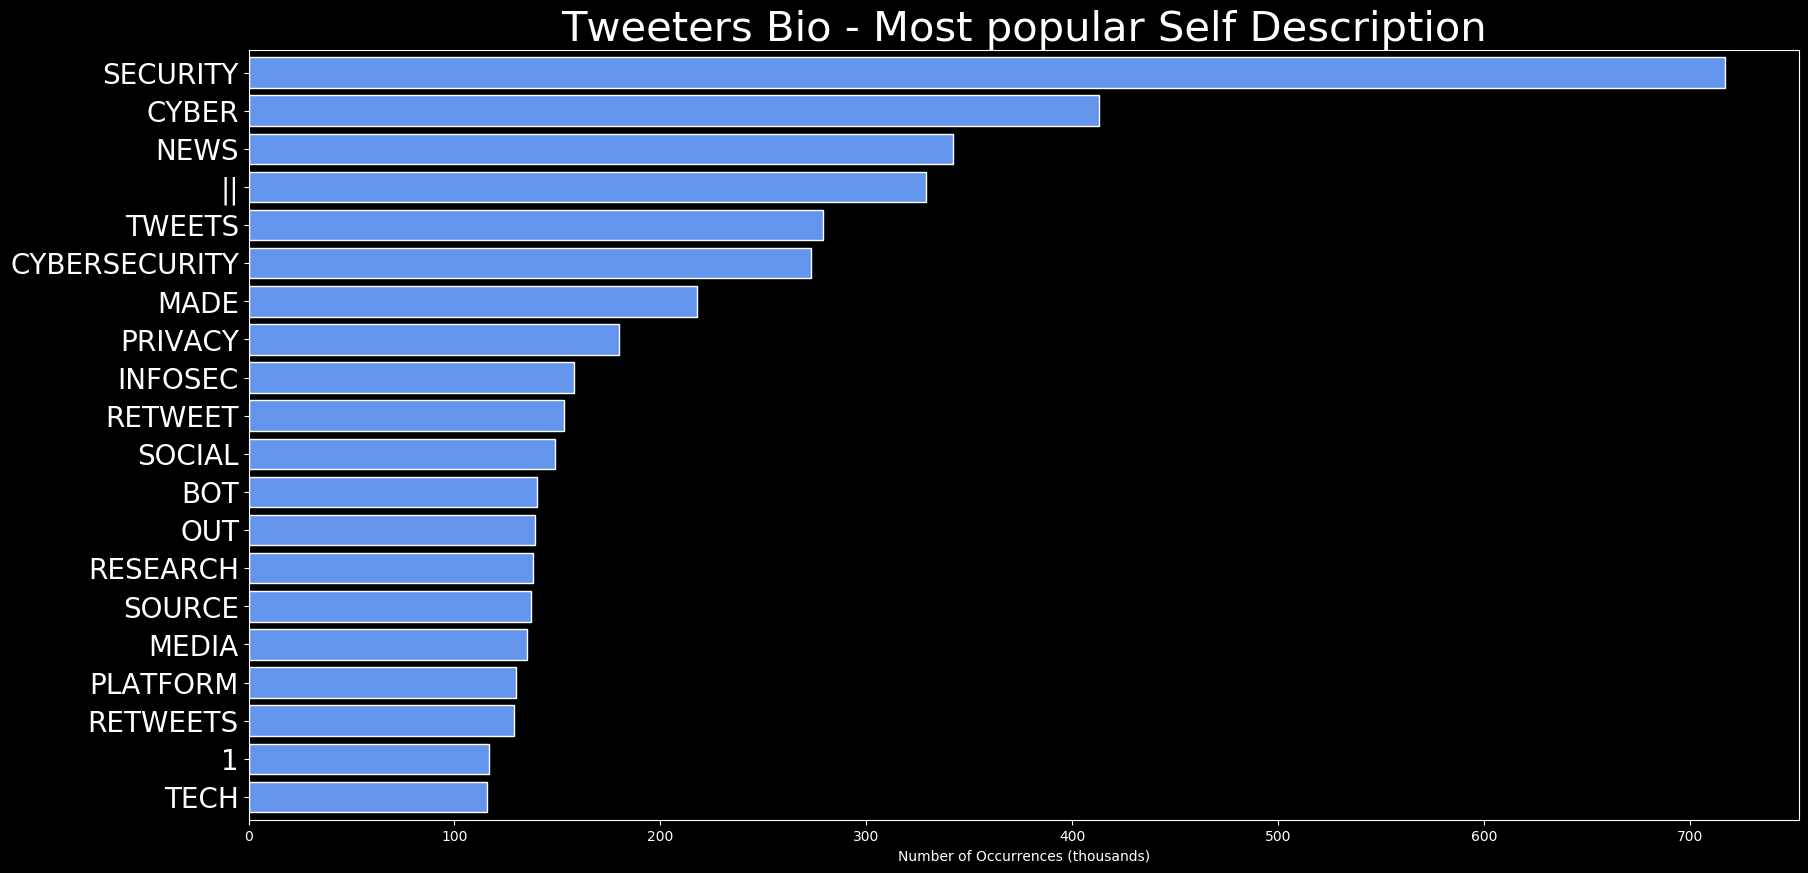 Tweeters Bio - Most popular Self Description
SECURITY
CYBER
NEWS
||
TWEETS
CYBERSECURITY
MADE
PRIVACY
INFOSEC
RETWEET
SOCIAL
BOT
OUT
RESEARCH
SOURCE
MEDIA
PLATFORM
RETWEETS
1
TECH
0 100 200 300 400 500 600 700
Number of Occurrences (thousands)